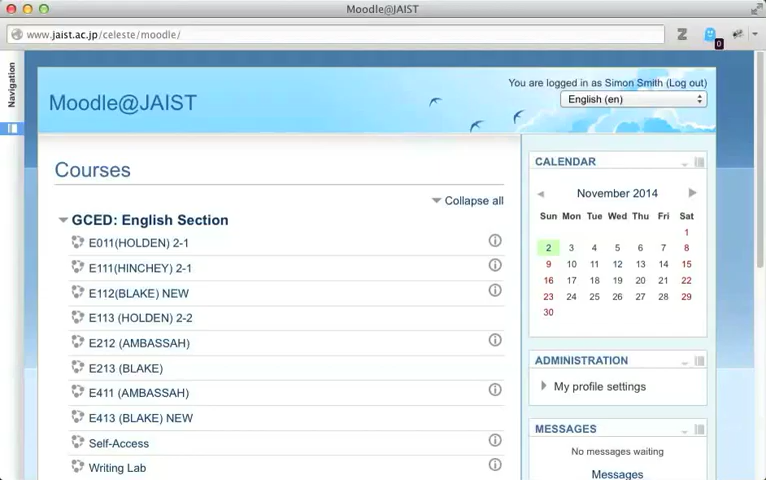 Moodle@JAIST
www.jaist.ac.jp/celeste/moodle/
0
Navigation
You are logged in as Simon Smith (Log out)
English (en)
Moodle@JAIST
Courses
Collapse all
GCED: English Section
E011(HOLDEN) 2-1
E111(HINCHEY) 2-1
E112(BLAKE) NEW
E113 (HOLDEN) 2-2
E212 (AMBASSAH)
E213 (BLAKE)
E411 (AMBASSAH)
E413 (BLAKE) NEW
Self-Access
Writing Lab
CALENDAR
November 2014
Sun Mon Tue Wed Thu Fri Sat
1
2 3 4 5 6 7 8
9 10 11 12 13 14 15
16 17 18 19 20 21 22
23 24 25 26 27 28 29
30
ADMINISTRATION
My profile settings
MESSAGES
No messages waiting
Messages